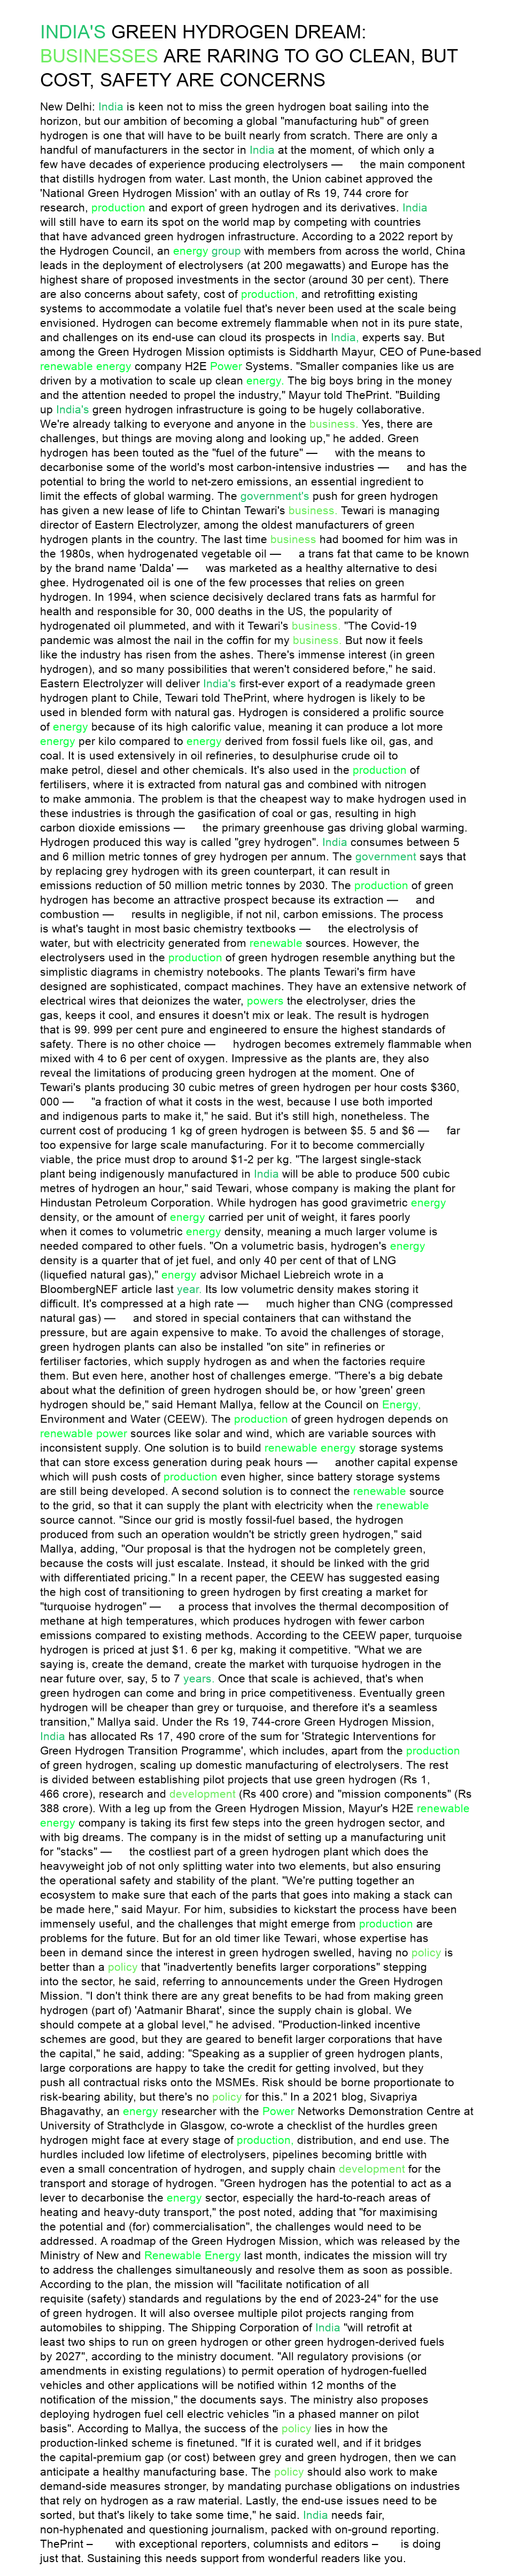 INDIA'S GREEN HYDROGEN DREAM:
BUSINESSES ARE RARING TO GO CLEAN, BUT
COST, SAFETY ARE CONCERNS
New Delhi: India is keen not to miss the green hydrogen boat sailing into the
horizon, but our ambition of becoming a global "manufacturing hub" of green
hydrogen is one that will have to be built nearly from scratch. There are only a
handful of manufacturers in the sector in India at the moment, of which only a
few have decades of experience producing electrolysers — the main component
that distills hydrogen from water. Last month, the Union cabinet approved the
'National Green Hydrogen Mission' with an outlay of Rs 19, 744 crore for
research, production and export of green hydrogen and its derivatives. India
will still have to earn its spot on the world map by competing with countries
that have advanced green hydrogen infrastructure. According to a 2022 report by
the Hydrogen Council, an energy group with members from across the world, China
leads in the deployment of electrolysers (at 200 megawatts) and Europe has the
highest share of proposed investments in the sector (around 30 per cent). There
are also concerns about safety, cost of production, and retrofitting existing
systems to accommodate a volatile fuel that's never been used at the scale being
envisioned. Hydrogen can become extremely flammable when not in its pure state,
and challenges on its end-use can cloud its prospects in India, experts say. But
among the Green Hydrogen Mission optimists is Siddharth Mayur, CEO of Pune-based
renewable energy company H2E Power Systems. "Smaller companies like us are
driven by a motivation to scale up clean energy. The big boys bring in the money
and the attention needed to propel the industry," Mayur told ThePrint. "Building
up India's green hydrogen infrastructure is going to be hugely collaborative.
We're already talking to everyone and anyone in the business. Yes, there are
challenges, but things are moving along and looking up," he added. Green
hydrogen has been touted as the "fuel of the future" — with the means to
decarbonise some of the world's most carbon-intensive industries — and has the
potential to bring the world to net-zero emissions, an essential ingredient to
limit the effects of global warming. The government's push for green hydrogen
has given a new lease of life to Chintan Tewari's business. Tewari is managing
director of Eastern Electrolyzer, among the oldest manufacturers of green
hydrogen plants in the country. The last time business had boomed for him was in
the 1980s, when hydrogenated vegetable oil — a trans fat that came to be known
by the brand name 'Dalda' — was marketed as a healthy alternative to desi
ghee. Hydrogenated oil is one of the few processes that relies on green
hydrogen. In 1994, when science decisively declared trans fats as harmful for
health and responsible for 30, 000 deaths in the US, the popularity of
hydrogenated oil plummeted, and with it Tewari's business. "The Covid-19
pandemic was almost the nail in the coffin for my business. But now it feels
like the industry has risen from the ashes. There's immense interest (in green
hydrogen), and so many possibilities that weren't considered before," he said.
Eastern Electrolyzer will deliver India's first-ever export of a readymade green
hydrogen plant to Chile, Tewari told ThePrint, where hydrogen is likely to be
used in blended form with natural gas. Hydrogen is considered a prolific source
of energy because of its high calorific value, meaning it can produce a lot more
energy per kilo compared to energy derived from fossil fuels like oil, gas, and
coal. It is used extensively in oil refineries, to desulphurise crude oil to
make petrol, diesel and other chemicals. It's also used in the production of
fertilisers, where it is extracted from natural gas and combined with nitrogen
to make ammonia. The problem is that the cheapest way to make hydrogen used in
these industries is through the gasification of coal or gas, resulting in high
carbon dioxide emissions — the primary greenhouse gas driving global warming.
Hydrogen produced this way is called "grey hydrogen". India consumes between 5
and 6 million metric tonnes of grey hydrogen per annum. The government says that
by replacing grey hydrogen with its green counterpart, it can result in
emissions reduction of 50 million metric tonnes by 2030. The production of green
hydrogen has become an attractive prospect because its extraction — and
combustion — results in negligible, if not nil, carbon emissions. The process
is what's taught in most basic chemistry textbooks — the electrolysis of
water, but with electricity generated from renewable sources. However, the
electrolysers used in the production of green hydrogen resemble anything but the
simplistic diagrams in chemistry notebooks. The plants Tewari's firm have
designed are sophisticated, compact machines. They have an extensive network of
electrical wires that deionizes the water, powers the electrolyser, dries the
gas, keeps it cool, and ensures it doesn't mix or leak. The result is hydrogen
that is 99. 999 per cent pure and engineered to ensure the highest standards of
safety. There is no other choice — hydrogen becomes extremely flammable when
mixed with 4 to 6 per cent of oxygen. Impressive as the plants are, they also
reveal the limitations of producing green hydrogen at the moment. One of
Tewari's plants producing 30 cubic metres of green hydrogen per hour costs $360,
000 — "a fraction of what it costs in the west, because I use both imported
and indigenous parts to make it," he said. But it's still high, nonetheless. The
current cost of producing 1 kg of green hydrogen is between $5. 5 and $6 — far
too expensive for large scale manufacturing. For it to become commercially
viable, the price must drop to around $1-2 per kg. "The largest single-stack
plant being indigenously manufactured in India will be able to produce 500 cubic
metres of hydrogen an hour," said Tewari, whose company is making the plant for
Hindustan Petroleum Corporation. While hydrogen has good gravimetric energy
density, or the amount of energy carried per unit of weight, it fares poorly
when it comes to volumetric energy density, meaning a much larger volume is
needed compared to other fuels. "On a volumetric basis, hydrogen's energy
density is a quarter that of jet fuel, and only 40 per cent of that of LNG
(liquefied natural gas)," energy advisor Michael Liebreich wrote in a
BloombergNEF article last year. Its low volumetric density makes storing it
difficult. It's compressed at a high rate — much higher than CNG (compressed
natural gas) — and stored in special containers that can withstand the
pressure, but are again expensive to make. To avoid the challenges of storage,
green hydrogen plants can also be installed "on site" in refineries or
fertiliser factories, which supply hydrogen as and when the factories require
them. But even here, another host of challenges emerge. "There's a big debate
about what the definition of green hydrogen should be, or how 'green' green
hydrogen should be," said Hemant Mallya, fellow at the Council on Energy,
Environment and Water (CEEW). The production of green hydrogen depends on
renewable power sources like solar and wind, which are variable sources with
inconsistent supply. One solution is to build renewable energy storage systems
that can store excess generation during peak hours — another capital expense
which will push costs of production even higher, since battery storage systems
are still being developed. A second solution is to connect the renewable source
to the grid, so that it can supply the plant with electricity when the renewable
source cannot. "Since our grid is mostly fossil-fuel based, the hydrogen
produced from such an operation wouldn't be strictly green hydrogen," said
Mallya, adding, "Our proposal is that the hydrogen not be completely green,
because the costs will just escalate. Instead, it should be linked with the grid
with differentiated pricing." In a recent paper, the CEEW has suggested easing
the high cost of transitioning to green hydrogen by first creating a market for
"turquoise hydrogen" — a process that involves the thermal decomposition of
methane at high temperatures, which produces hydrogen with fewer carbon
emissions compared to existing methods. According to the CEEW paper, turquoise
hydrogen is priced at just $1. 6 per kg, making it competitive. "What we are
saying is, create the demand, create the market with turquoise hydrogen in the
near future over, say, 5 to 7 years. Once that scale is achieved, that's when
green hydrogen can come and bring in price competitiveness. Eventually green
hydrogen will be cheaper than grey or turquoise, and therefore it's a seamless
transition," Mallya said. Under the Rs 19, 744-crore Green Hydrogen Mission,
India has allocated Rs 17, 490 crore of the sum for 'Strategic Interventions for
Green Hydrogen Transition Programme', which includes, apart from the production
of green hydrogen, scaling up domestic manufacturing of electrolysers. The rest
is divided between establishing pilot projects that use green hydrogen (Rs 1,
466 crore), research and development (Rs 400 crore) and "mission components" (Rs
388 crore). With a leg up from the Green Hydrogen Mission, Mayur's H2E renewable
energy company is taking its first few steps into the green hydrogen sector, and
with big dreams. The company is in the midst of setting up a manufacturing unit
for "stacks" — the costliest part of a green hydrogen plant which does the
heavyweight job of not only splitting water into two elements, but also ensuring
the operational safety and stability of the plant. "We're putting together an
ecosystem to make sure that each of the parts that goes into making a stack can
be made here," said Mayur. For him, subsidies to kickstart the process have been
immensely useful, and the challenges that might emerge from production are
problems for the future. But for an old timer like Tewari, whose expertise has
been in demand since the interest in green hydrogen swelled, having no policy is
better than a policy that "inadvertently benefits larger corporations" stepping
into the sector, he said, referring to announcements under the Green Hydrogen
Mission. "I don't think there are any great benefits to be had from making green
hydrogen (part of) 'Aatmanir Bharat', since the supply chain is global. We
should compete at a global level," he advised. "Production-linked incentive
schemes are good, but they are geared to benefit larger corporations that have
the capital," he said, adding: "Speaking as a supplier of green hydrogen plants,
large corporations are happy to take the credit for getting involved, but they
push all contractual risks onto the MSMEs. Risk should be borne proportionate to
risk-bearing ability, but there's no policy for this." In a 2021 blog, Sivapriya
Bhagavathy, an energy researcher with the Power Networks Demonstration Centre at
University of Strathclyde in Glasgow, co-wrote a checklist of the hurdles green
hydrogen might face at every stage of production, distribution, and end use. The
hurdles included low lifetime of electrolysers, pipelines becoming brittle with
even a small concentration of hydrogen, and supply chain development for the
transport and storage of hydrogen. "Green hydrogen has the potential to act as a
lever to decarbonise the energy sector, especially the hard-to-reach areas of
heating and heavy-duty transport," the post noted, adding that "for maximising
the potential and (for) commercialisation", the challenges would need to be
addressed. A roadmap of the Green Hydrogen Mission, which was released by the
Ministry of New and Renewable Energy last month, indicates the mission will try
to address the challenges simultaneously and resolve them as soon as possible.
According to the plan, the mission will "facilitate notification of all
requisite (safety) standards and regulations by the end of 2023-24" for the use
of green hydrogen. It will also oversee multiple pilot projects ranging from
automobiles to shipping. The Shipping Corporation of India "will retrofit at
least two ships to run on green hydrogen or other green hydrogen-derived fuels
by 2027", according to the ministry document. "All regulatory provisions (or
amendments in existing regulations) to permit operation of hydrogen-fuelled
vehicles and other applications will be notified within 12 months of the
notification of the mission," the documents says. The ministry also proposes
deploying hydrogen fuel cell electric vehicles "in a phased manner on pilot
basis". According to Mallya, the success of the policy lies in how the
production-linked scheme is finetuned. "If it is curated well, and if it bridges
the capital-premium gap (or cost) between grey and green hydrogen, then we can
anticipate a healthy manufacturing base. The policy should also work to make
demand-side measures stronger, by mandating purchase obligations on industries
that rely on hydrogen as a raw material. Lastly, the end-use issues need to be
sorted, but that's likely to take some time," he said. India needs fair,
non-hyphenated and questioning journalism, packed with on-ground reporting.
ThePrint – with exceptional reporters, columnists and editors – is doing
just that. Sustaining this needs support from wonderful readers like you.